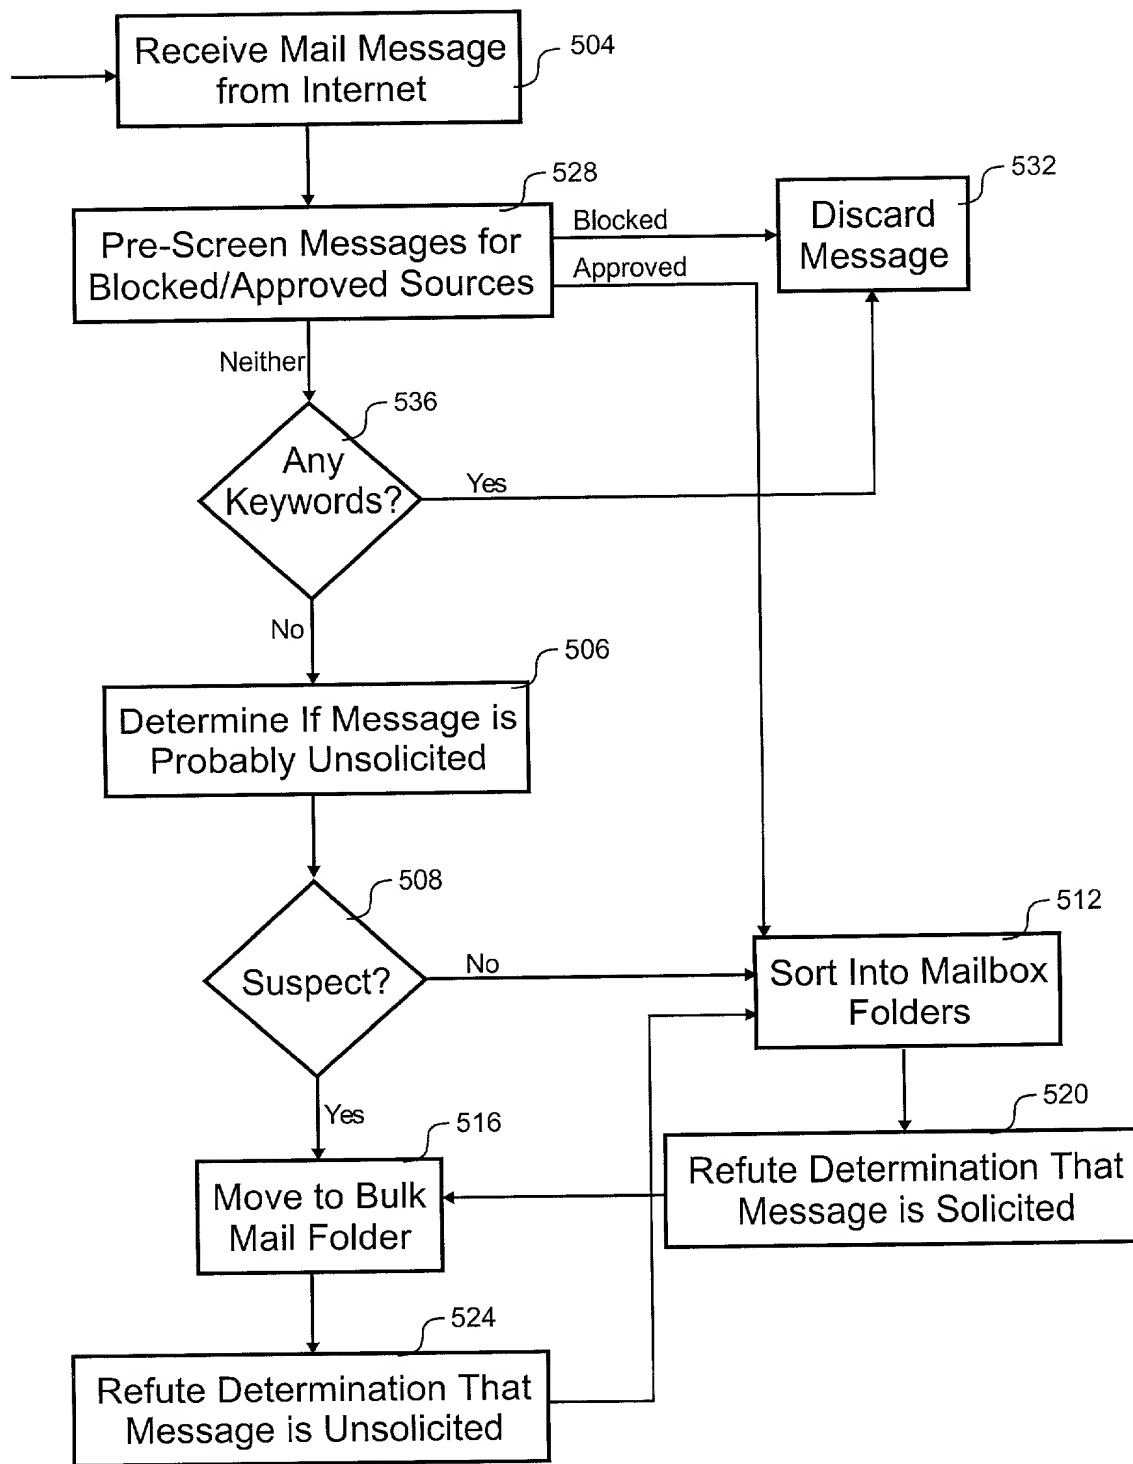 Receive Mail Message
from Internet
504
528
Pre-Screen Messages for
Blocked/Approved Sources
Blocked
Approved
532
Discard
Message
Neither
536
Any
Keywords?
Yes
No
506
Determine If Message is
Probably Unsolicited
508
Suspect?
No
512
Sort Into Mailbox
Folders
Yes
516
Move to Bulk
Mail Folder
520
Refute Determination That
Message is Solicited
524
Refute Determination That
Message is Unsolicited